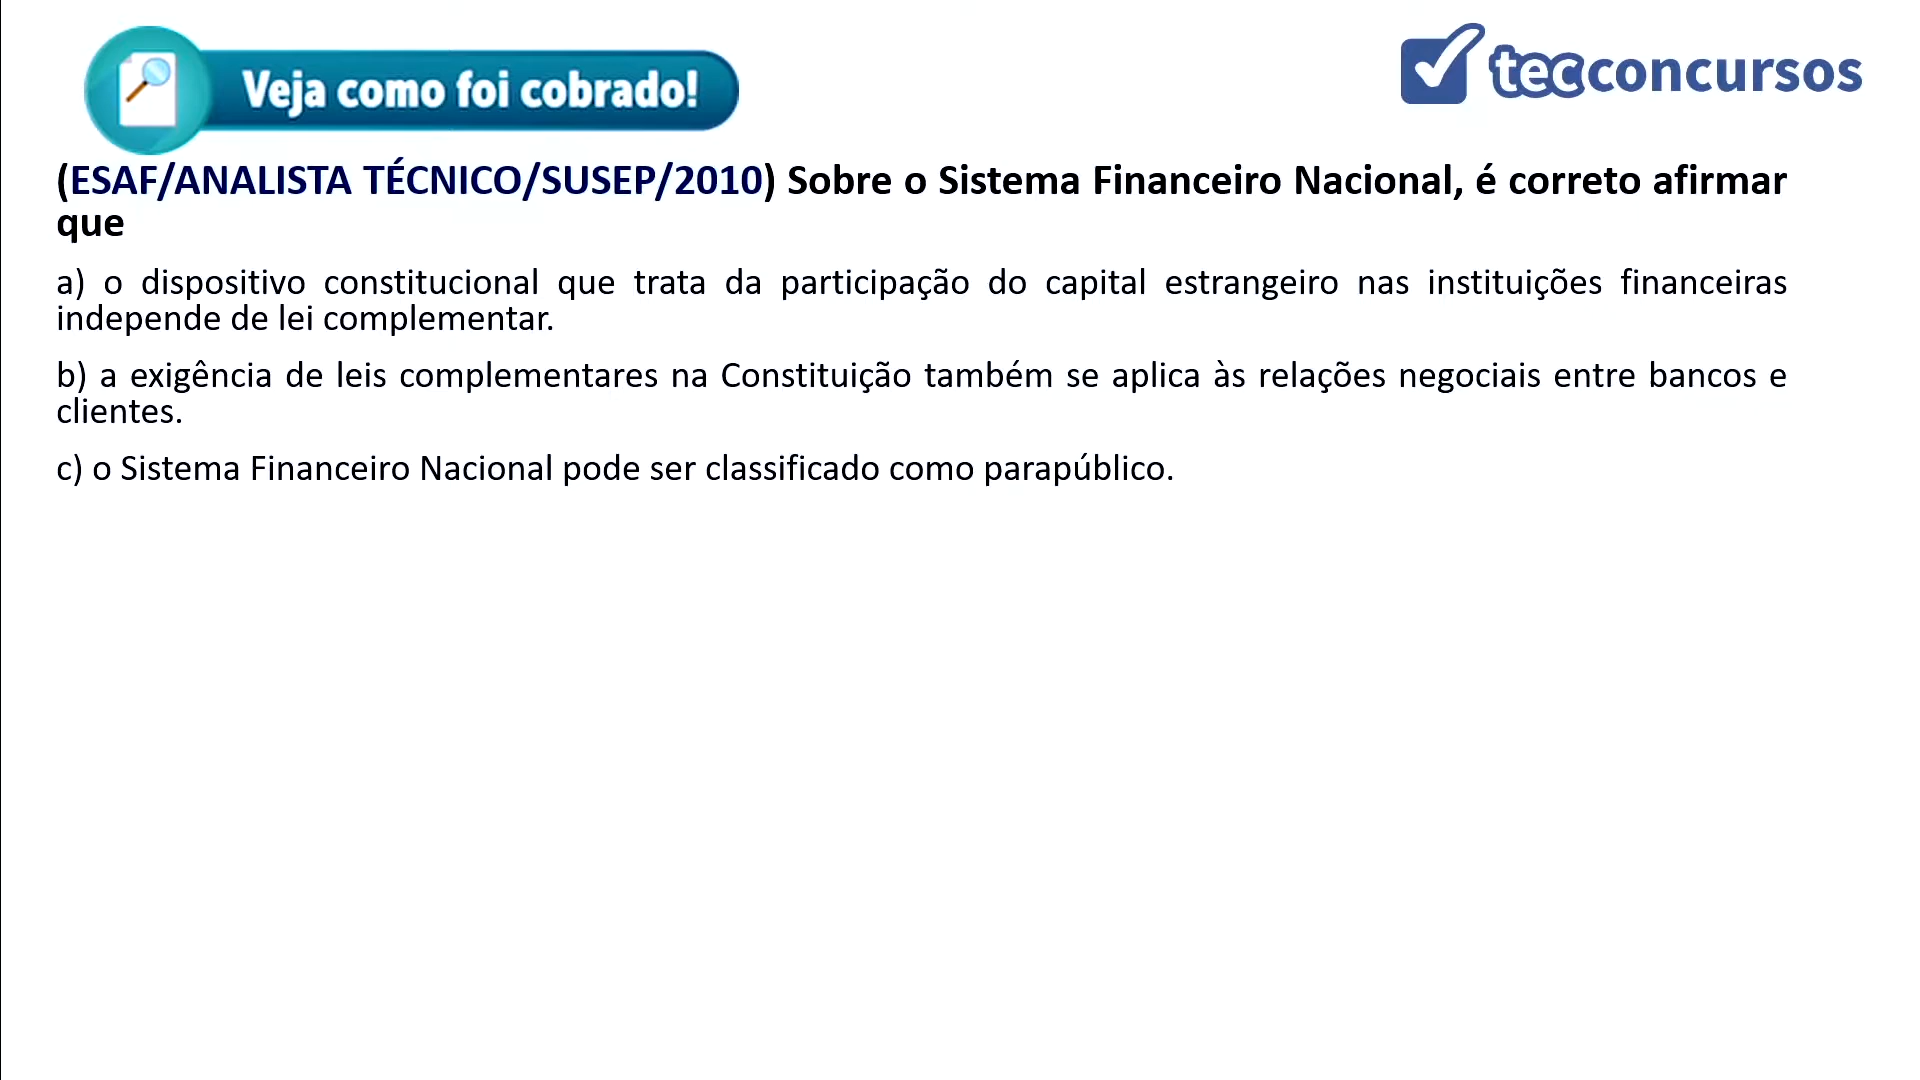 Veja como foi cobrado!
tecconcursos
(ESAF/ANALISTA TÉCNICO/SUSEP/2010) Sobre o Sistema Financeiro Nacional, é correto afirmar
que
a) o dispositivo constitucional que trata da participação do capital estrangeiro nas instituições financeiras
independe de lei complementar.
b) a exigência de leis complementares na Constituição também se aplica às relações negociais entre bancos e
clientes.
c) o Sistema Financeiro Nacional pode ser classificado como parapúblico.